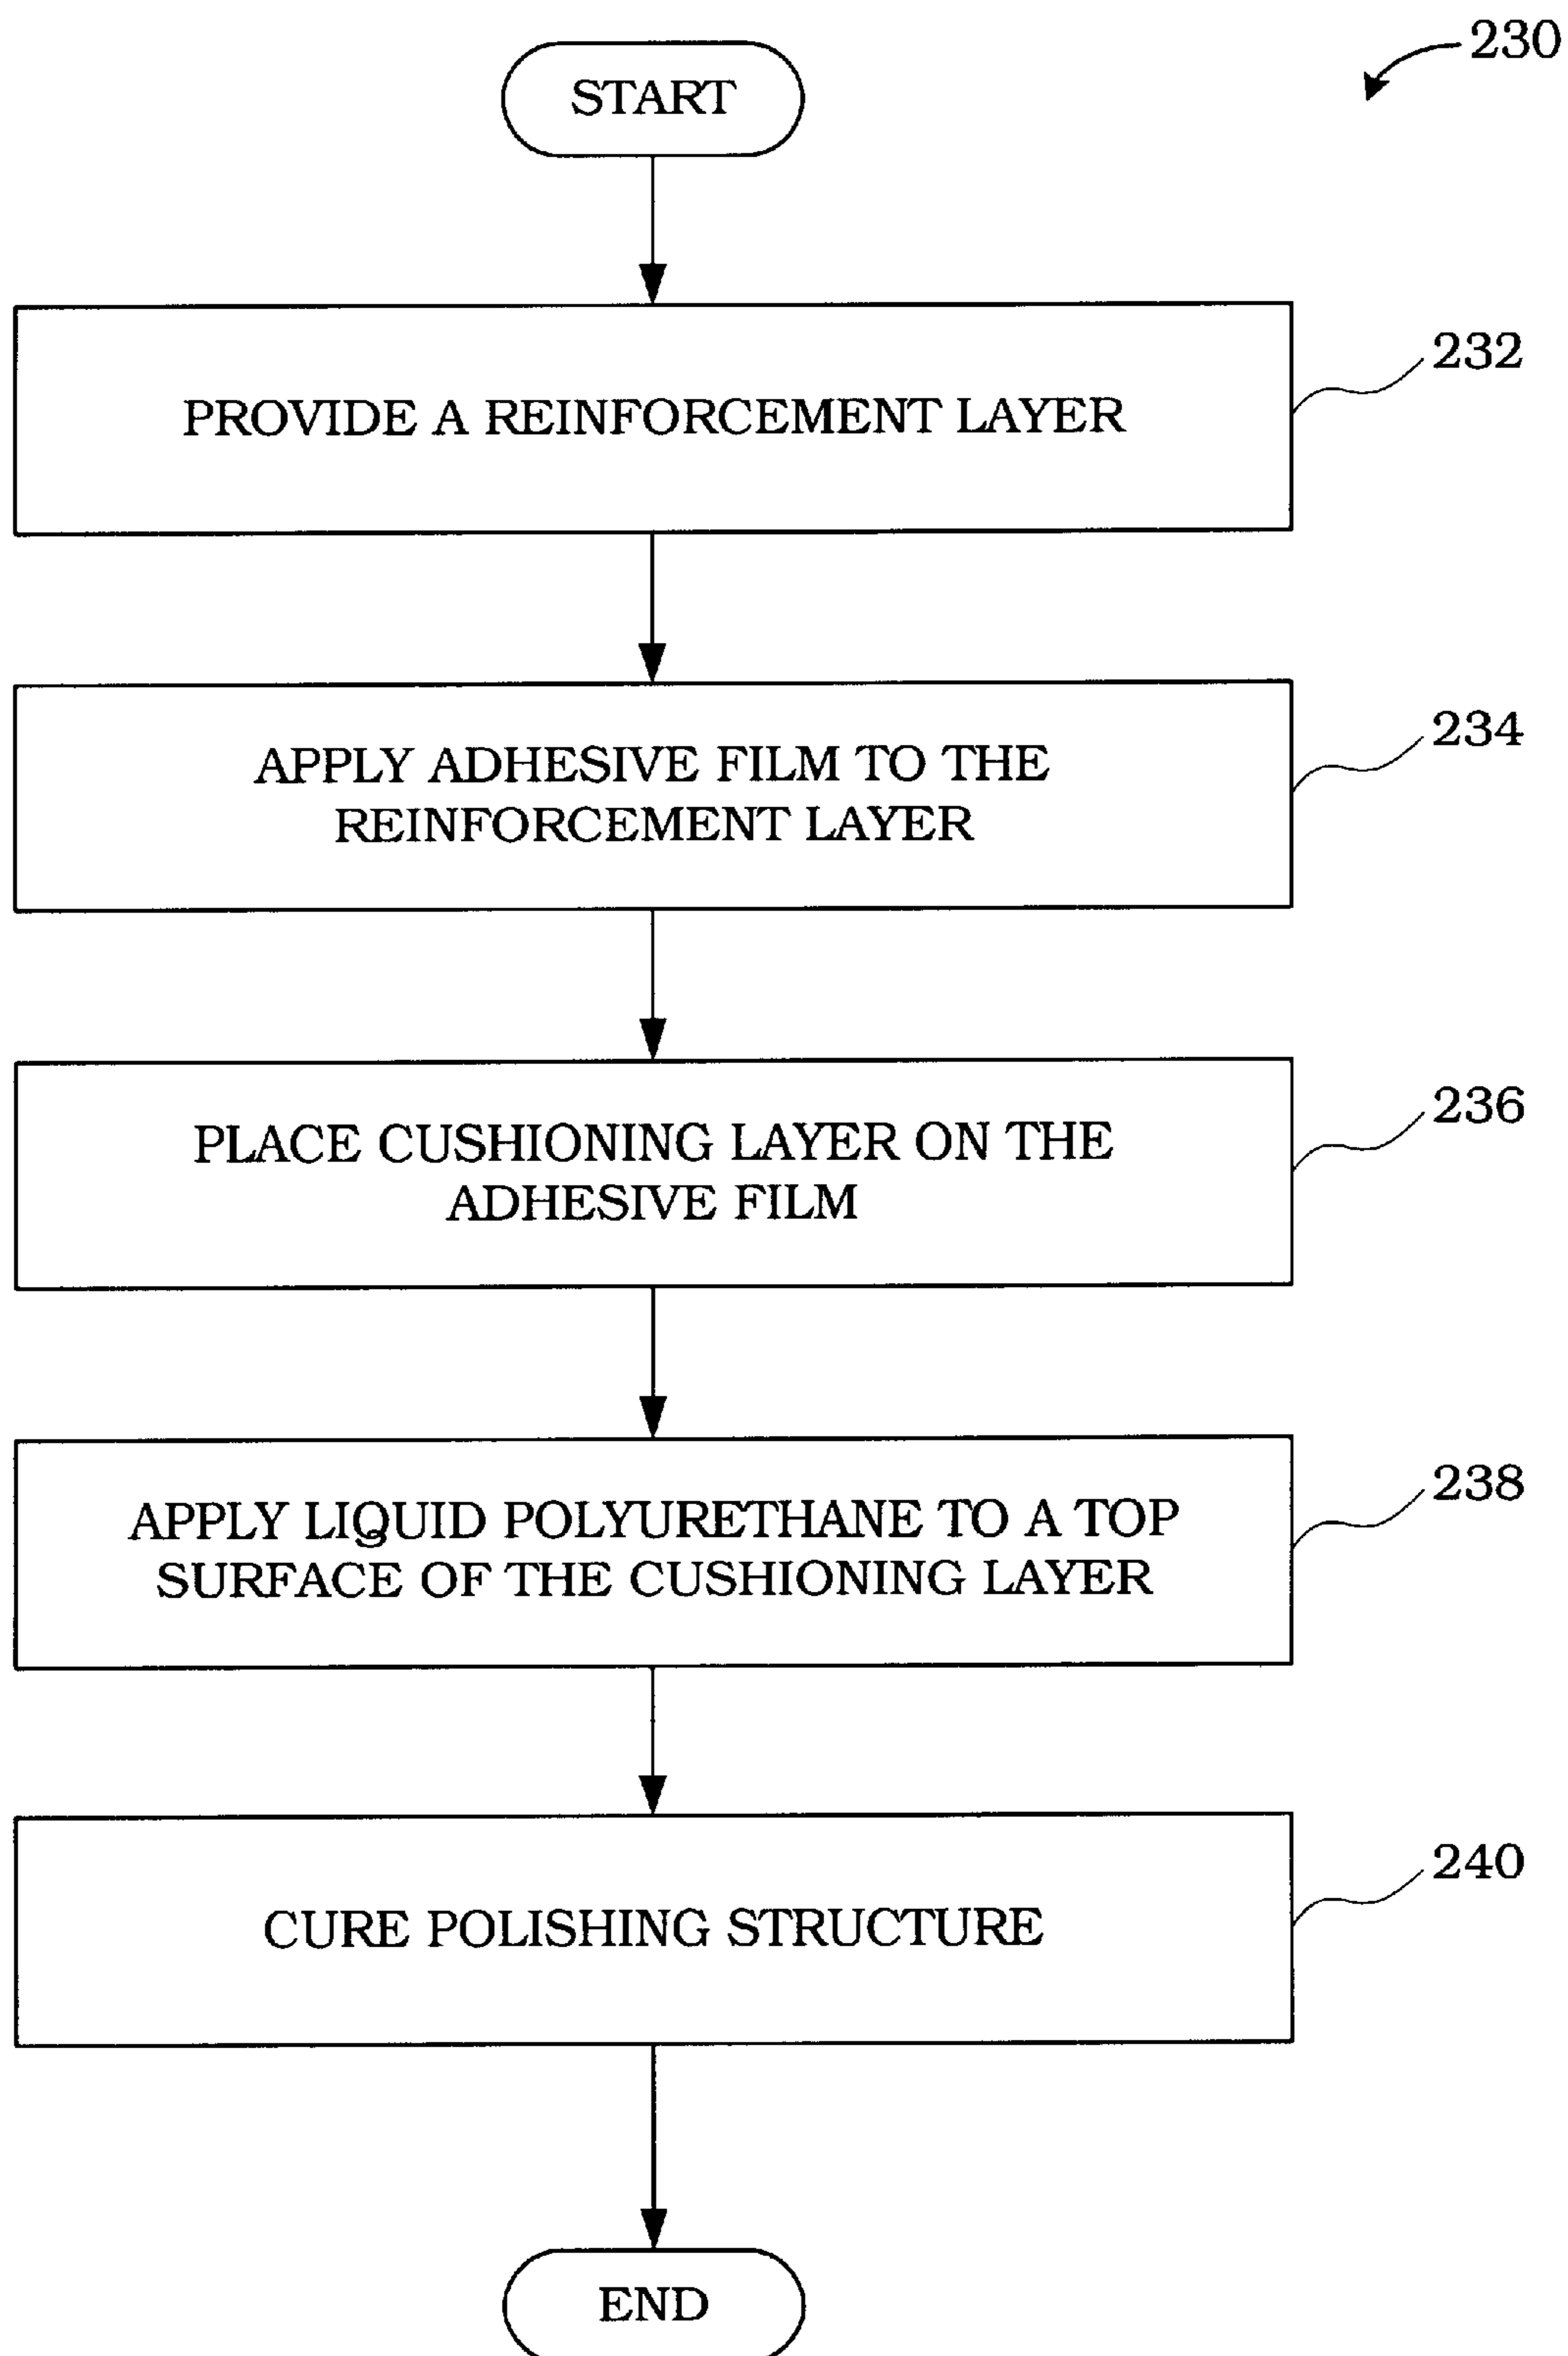 230
START
PROVIDE A REINFORCEMENT LAYER
232
APPLY ADHESIVE FILM TO THE
REINFORCEMENT LAYER
234
PLACE CUSHIONING LAYER ON THE
ADHESIVE FILM
236
APPLY LIQUID POLYURETHANE TO A TOP
SURFACE OF THE CUSHIONING LAYER
238
CURE POLISHING STRUCTURE
240
END